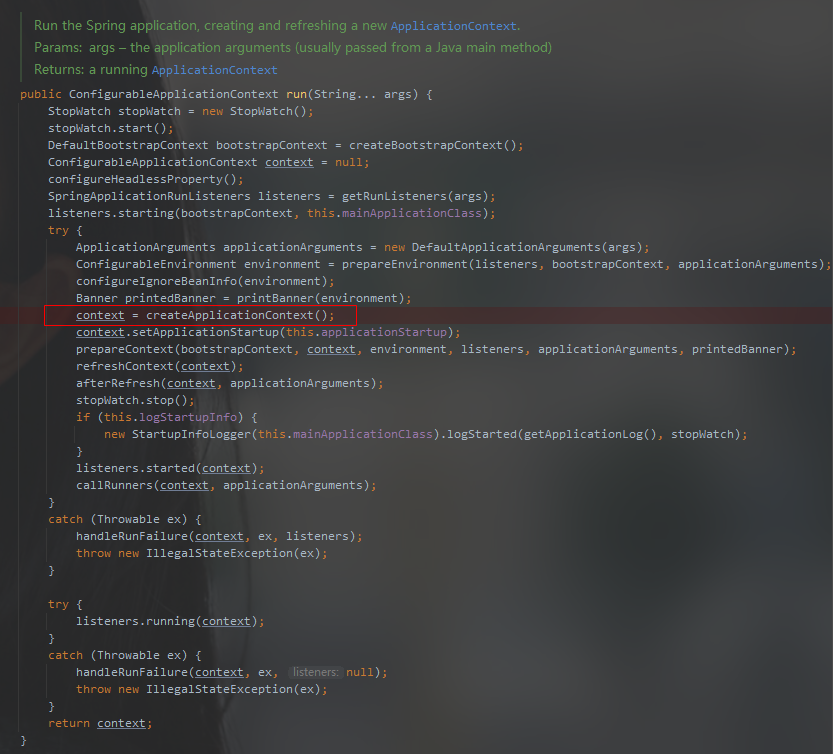 Run the Spring application, creating and refreshing a new ApplicationContext.
Params: args – the application arguments (usually passed from a Java main method)
Returns: a running ApplicationContext
public ConfigurableApplicationContext run(String... args) {
    StopWatch stopWatch = new StopWatch();
    stopWatch.start();
    DefaultBootstrapContext bootstrapContext = createBootstrapContext();
    ConfigurableApplicationContext context = null;
    configureHeadlessProperty();
    SpringApplicationRunListeners listeners = getRunListeners(args);
    listeners.starting(bootstrapContext, this.mainApplicationClass);
    try {
        ApplicationArguments applicationArguments = new DefaultApplicationArguments(args);
        ConfigurableEnvironment environment = prepareEnvironment(listeners, bootstrapContext, applicationArguments);
        configureIgnoreBeanInfo(environment);
        Banner printedBanner = printBanner(environment);
        context = createApplicationContext();
        context.setApplicationStartup(this.applicationStartup);
        prepareContext(bootstrapContext, context, environment, listeners, applicationArguments, printedBanner);
        refreshContext(context);
        afterRefresh(context, applicationArguments);
        stopWatch.stop();
        if (this.logStartupInfo) {
            new StartupInfoLogger(this.mainApplicationClass).logStarted(getApplicationLog(), stopWatch);
        }
        listeners.started(context);
        callRunners(context, applicationArguments);
    }
    catch (Throwable ex) {
        handleRunFailure(context, ex, listeners);
        throw new IllegalStateException(ex);
    }
    try {
        listeners.running(context);
    }
    catch (Throwable ex) {
        handleRunFailure(context, ex, listeners: null);
        throw new IllegalStateException(ex);
    }
    return context;
}